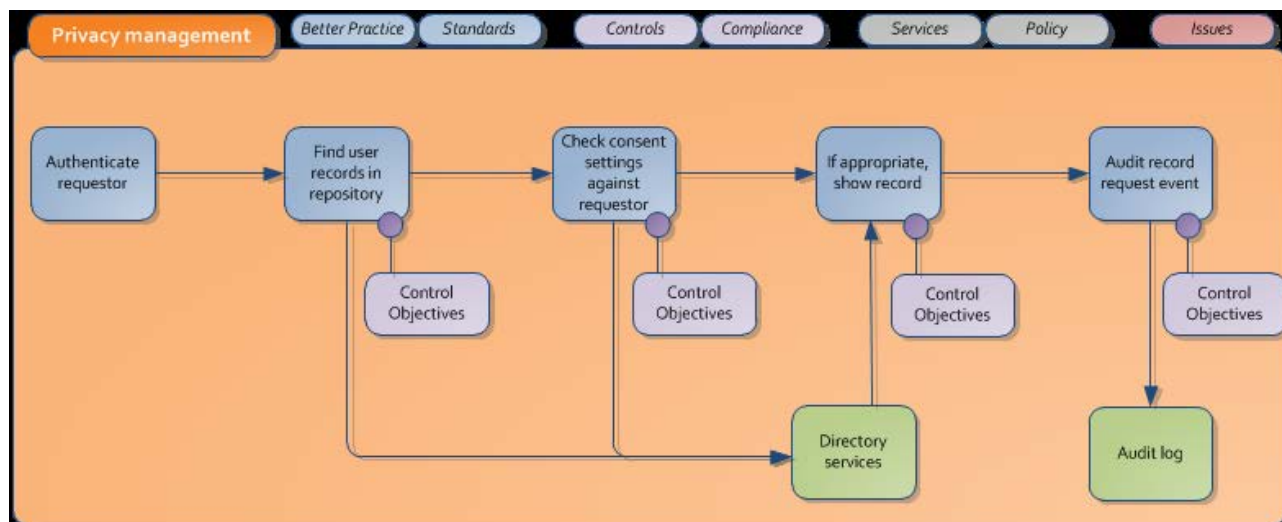 Privacy management
Better Practice
Standards
Controls
Compliance
Services
Policy
Issues
Authenticate
requestor
Find user
records in
repository
Check consent
settings
against
requestor
If appropriate,
show record
Audit record
request event
Control
Objectives
Control
Objectives
Control
Objectives
Control
Objectives
Directory
services
Audit log